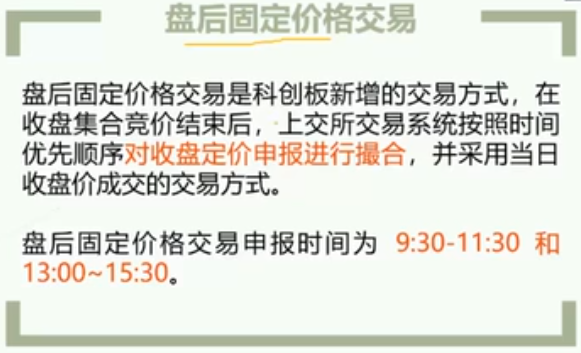 盘后固定价格交易
盘后固定价格交易是科创板新增的交易方式，在
收盘集合竞价结束后，上交所交易系统按照时间
优先顺序对收盘定价申报进行撮合，并采用当日
收盘价成交的交易方式。
盘后固定价格交易申报时间为 9:30-11:30 和
13:00~15:30。